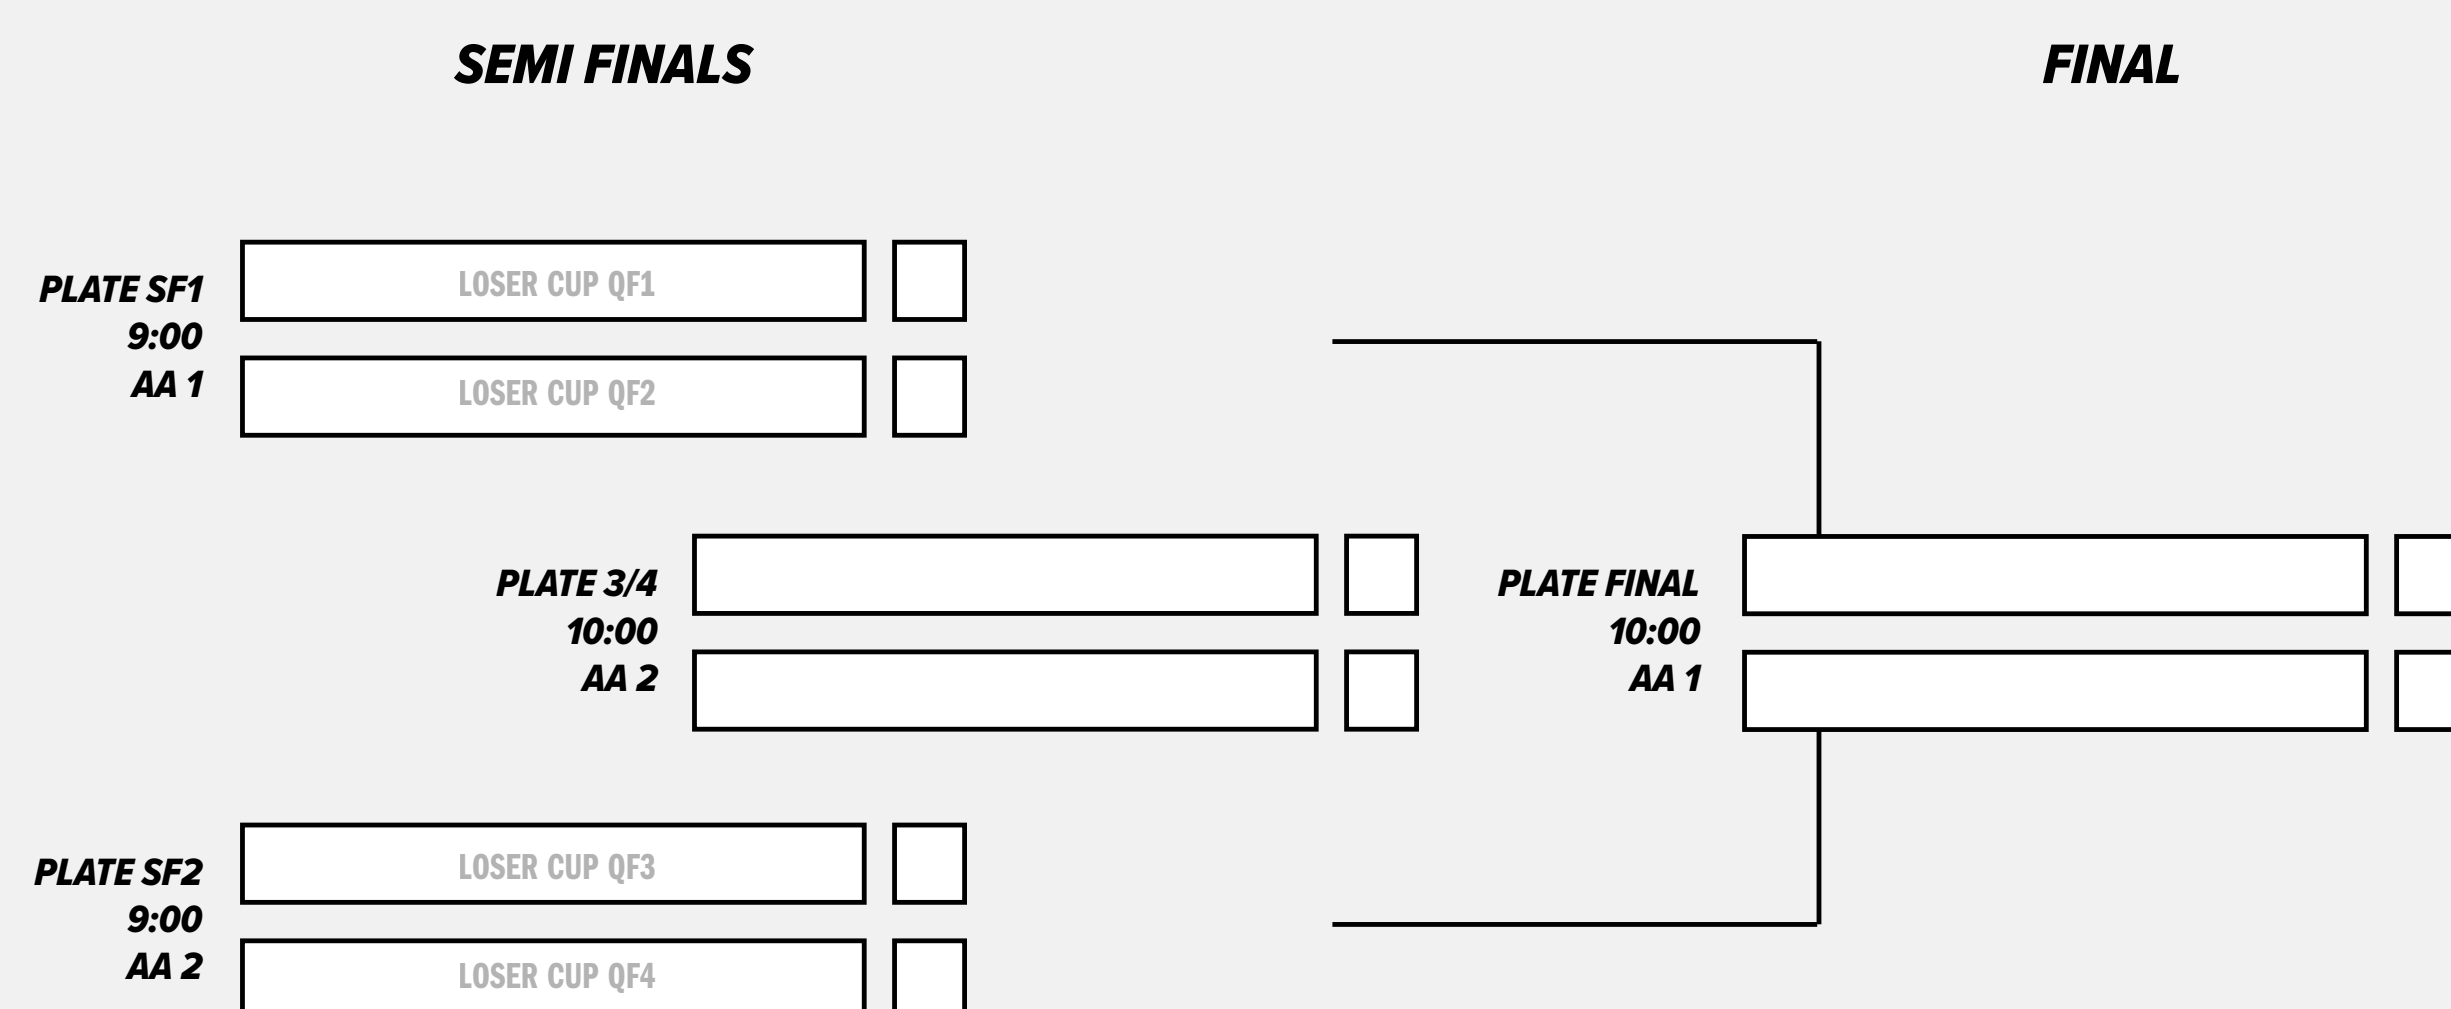 SEMI FINALS
FINAL
PLATE SF1
9:00
AA 1
LOSER CUP QF1
LOSER CUP QF2
PLATE 3/4
10:00
AA 2
PLATE FINAL
10:00
AA 1
PLATE SF2
9:00
AA 2
LOSER CUP QF3
LOSER CUP QF4